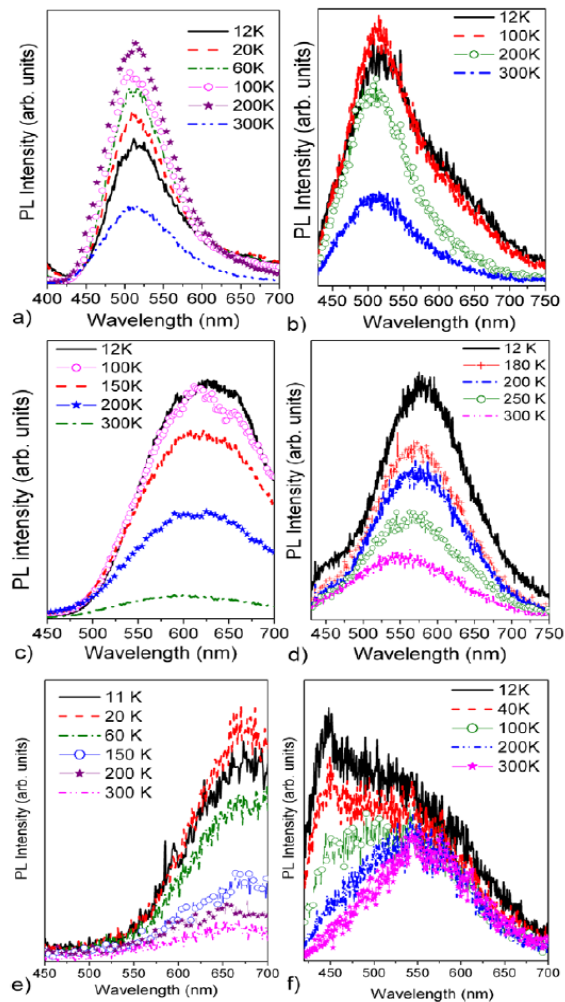 12K
20K
60K
100K
200K
300K
PL Intensity (arb. units)
400 450 500 550 600 650 700
Wavelength (nm)
a)
12K
100K
200K
300K
PL Intensity (arb. units)
450 500 550 600 650 700 750
Wavelength (nm)
b)
12K
100K
150K
200K
300K
PL intensity (arb. units)
450 500 550 600 650 700
Wavelength (nm)
c)
12 K
180 K
200 K
250 K
300 K
PL Intensity (arb. units)
450 500 550 600 650 700 750
Wavelength (nm)
d)
11 K
20 K
60 K
150 K
200 K
300 K
PL Intensity (arb. units)
450 500 550 600 650 700
Wavelength (nm)
e)
12K
40K
100K
200K
300K
PL Intensity (arb. units)
450 500 550 600 650 700
Wavelength (nm)
f)